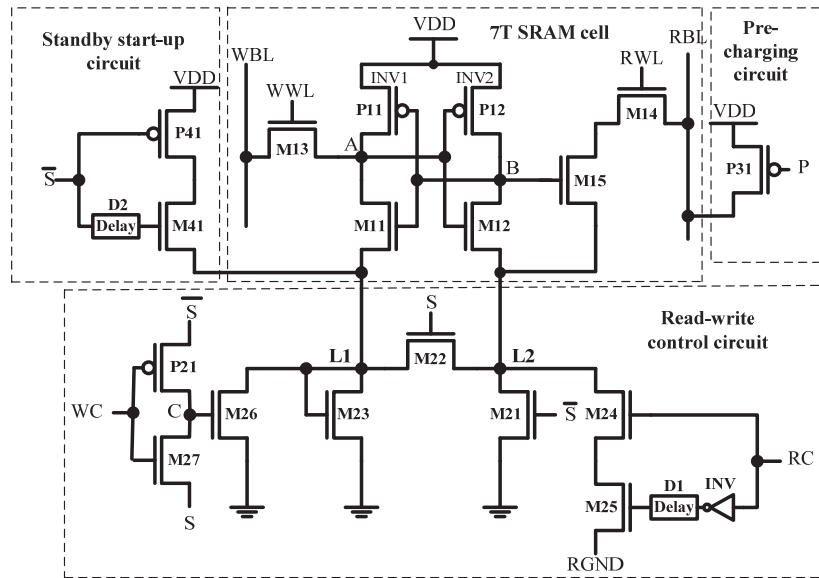 Standby start-up
circuit
VDD
P41
S
D2
Delay
M41
7T SRAM cell
WBL
VDD
INV1
INV2
WWL
P11
P12
M13
A
B
M11
M12
RWL
RBL
M14
M15
Pre-
charging
circuit
VDD
P31
P
Read-write
control circuit
S
P21
WC
C
M26
M27
S
L1
S
M22
L2
M23
M21
S
M24
RC
D1
INV
Delay
M25
RGND